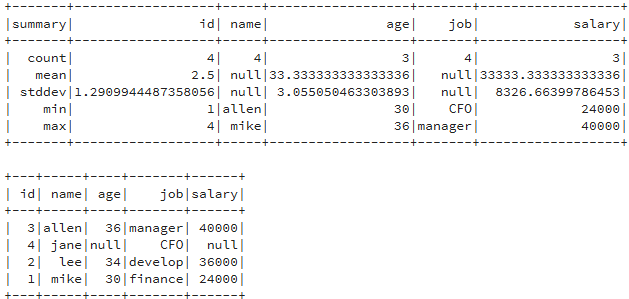 +-------+------------------+-----+------------------+-------+------------------+
|summary|                id| name|               age|    job|            salary|
+-------+------------------+-----+------------------+-------+------------------+
|  count|                 4|    4|                 3|      4|                 3|
|   mean|               2.5| null|33.333333333333336|   null|33333.333333333336|
| stddev|1.2909944487358056| null| 3.055050463303893|   null|  8326.66399786453|
|    min|                 1|allen|                30|    CFO|             24000|
|    max|                 4| mike|                36|manager|             40000|
+-------+------------------+-----+------------------+-------+------------------+
+---+-----+----+-------+------+
| id| name| age|    job|salary|
+---+-----+----+-------+------+
|  3|allen|  36|manager| 40000|
|  4| jane|null|    CFO|  null|
|  2|  lee|  34|develop| 36000|
|  1| mike|  30|finance| 24000|
+---+-----+----+-------+------+